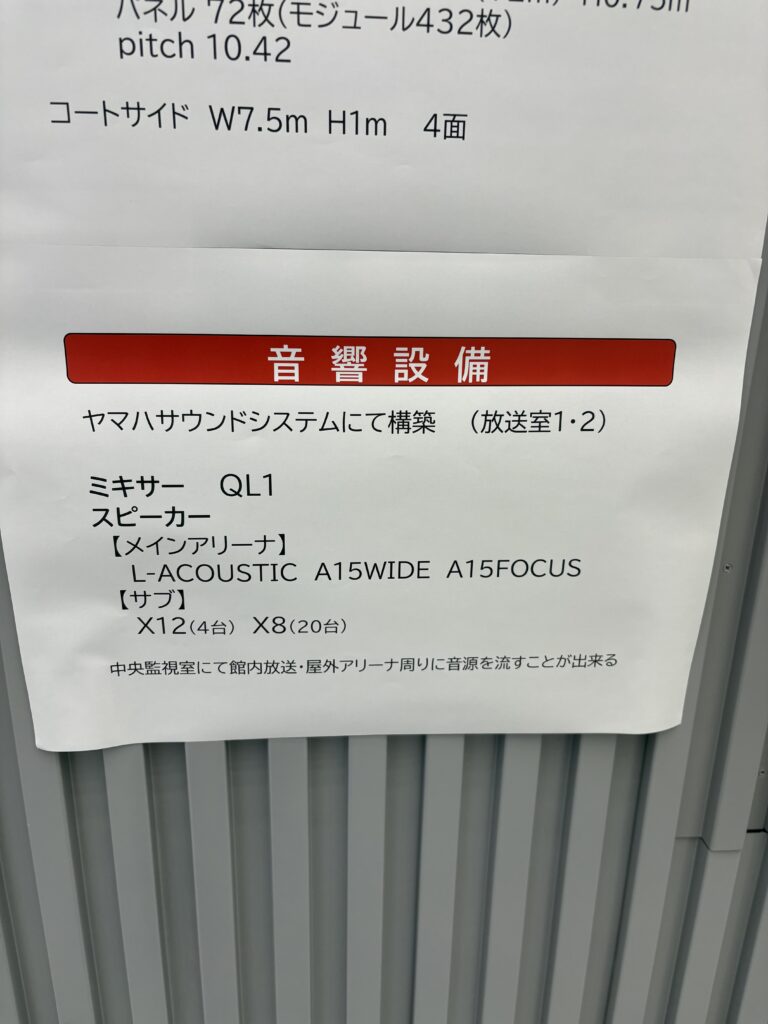 パネル 72枚(モジュール432枚)
pitch 10.42
コートサイド W7.5m H1m 4面
音響設備
ヤマハサウンドシステムにて構築 (放送室1・2)
ミキサー QL1
スピーカー
【メインアリーナ】
L-ACOUSTIC A15WIDE A15FOCUS
【サブ】
X12(4台) X8(20台)
中央監視室にて館内放送・屋外アリーナ周りに音源を流すことが出来る